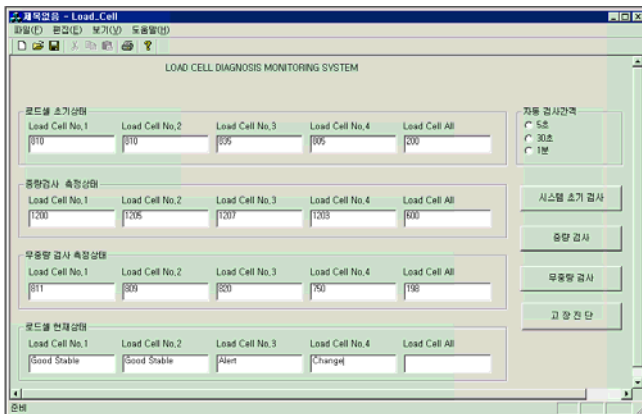 제목없음 - Load_Cell
파일(F) 편집(E) 보기(V) 도움말(H)
LOAD CELL DIAGNOSIS MONITORING SYSTEM
로드셀 초기상태
Load Cell No,1 Load Cell No,2 Load Cell No,3 Load Cell No,4 Load Cell All
810 810 835 805 200
자동 검사간격
5초
30초
1분
중량검사 측정상태
Load Cell No,1 Load Cell No,2 Load Cell No,3 Load Cell No,4 Load Cell All
1200 1205 1207 1203 600
시스템 초기 검사
중량 검사
무중량 검사 측정상태
Load Cell No,1 Load Cell No,2 Load Cell No,3 Load Cell No,4 Load Cell All
811 809 820 750 198
무중량 검사
고 장 진 단
로드셀 현재상태
Load Cell No,1 Load Cell No,2 Load Cell No,3 Load Cell No,4 Load Cell All
Good Stable Good Stable Alert Change
준비